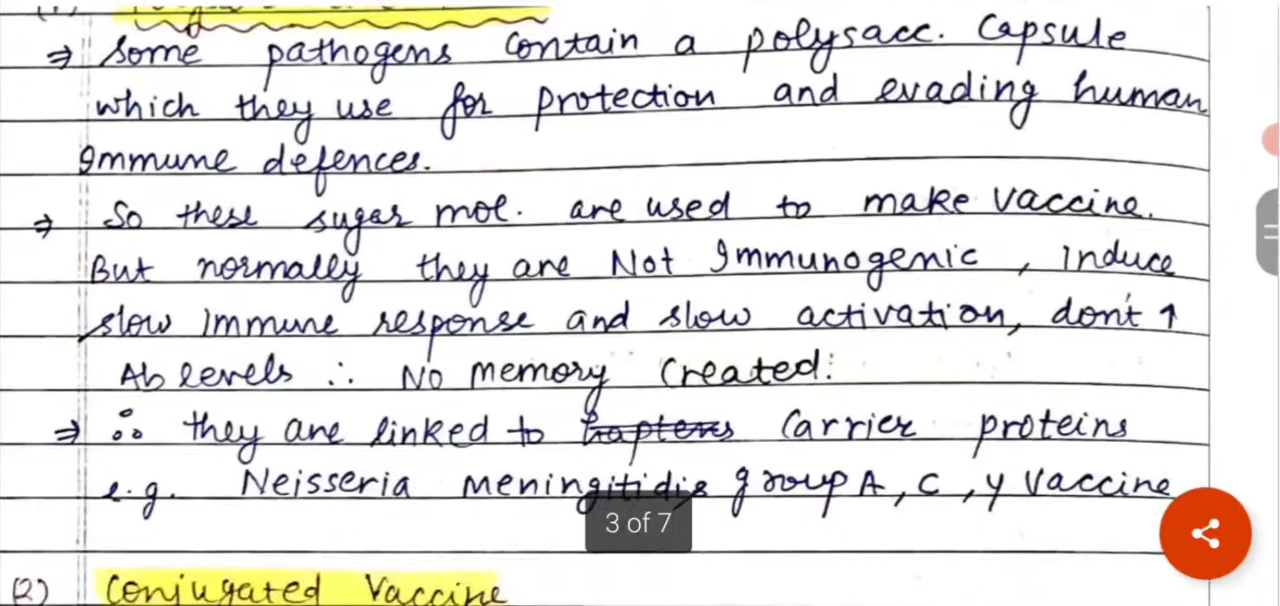 ⇒ Some pathogens contain a polysacc. Capsule
which they use for protection and evading human
Immune defences.
⇒ So these sugar mol. are used to make vaccine.
But normally they are Not Immunogenic, induce
slow immune response and slow activation, don't ↑
Ab levels ∴ No memory created:
⇒ ∴ they are linked to haptens carrier proteins
e.g. Neisseria meningitidis group A, C, y vaccine
3 of 7
(2) Conjugated Vaccine